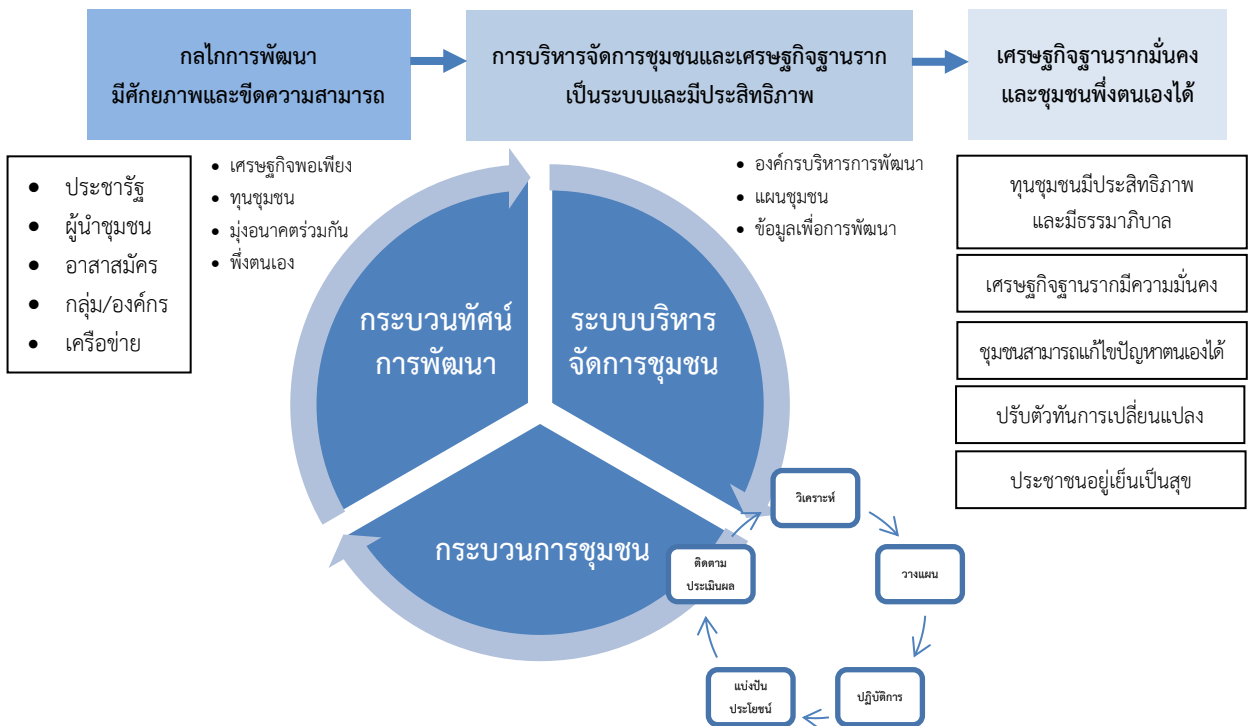 กลไกการพัฒนา
มีศักยภาพและขีดความสามารถ
การบริหารจัดการชุมชนและเศรษฐกิจฐานราก
เป็นระบบและมีประสิทธิภาพ
เศรษฐกิจฐานรากมั่นคง
และชุมชนพึ่งตนเองได้
• ประชารัฐ
• ผู้นำชุมชน
• อาสาสมัคร
• กลุ่ม/องค์กร
• เครือข่าย
• เศรษฐกิจพอเพียง
• ทุนชุมชน
• มุ่งอนาคตร่วมกัน
• พึ่งตนเอง
• องค์กรบริหารการพัฒนา
• แผนชุมชน
• ข้อมูลเพื่อการพัฒนา
กระบวนทัศน์
การพัฒนา
ระบบบริหาร
จัดการชุมชน
กระบวนการชุมชน
วิเคราะห์
วางแผน
ปฏิบัติการ
แบ่งปัน
ประโยชน์
ติดตาม
ประเมินผล
ทุนชุมชนมีประสิทธิภาพ
และมีธรรมาภิบาล
เศรษฐกิจฐานรากมีความมั่นคง
ชุมชนสามารถแก้ไขปัญหาตนเองได้
ปรับตัวทันการเปลี่ยนแปลง
ประชาชนอยู่เย็นเป็นสุข